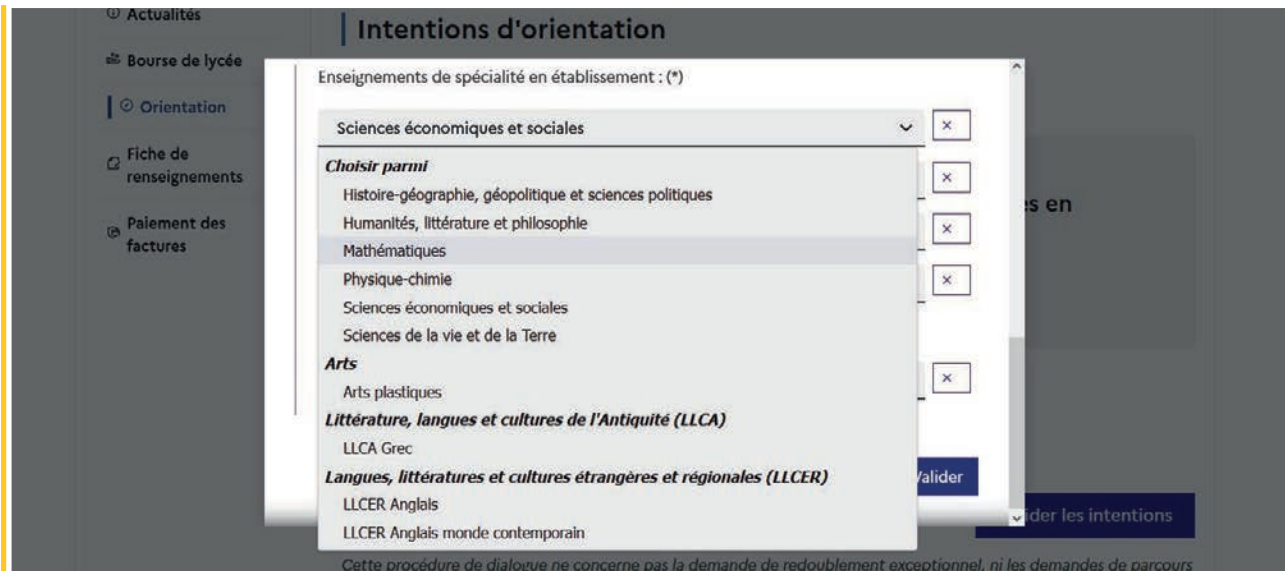 Actualités
Intentions d'orientation
Bourse de lycée
Orientation
Fiche de
renseignements
Paiement des
factures
Enseignements de spécialité en établissement : (*)
Sciences économiques et sociales
Choisir parmi
Histoire-géographie, géopolitique et sciences politiques
Humanités, littérature et philosophie
Mathématiques
Physique-chimie
Sciences économiques et sociales
Sciences de la vie et de la Terre
Arts
Arts plastiques
Littérature, langues et cultures de l'Antiquité (LLCA)
LLCA Grec
Langues, littératures et cultures étrangères et régionales (LLCER)
LLCER Anglais
LLCER Anglais monde contemporain
en
les intentions
Cette procédure de dialogue ne concerne pas la demande de redoublement exceptionnel, ni les demandes de parcours